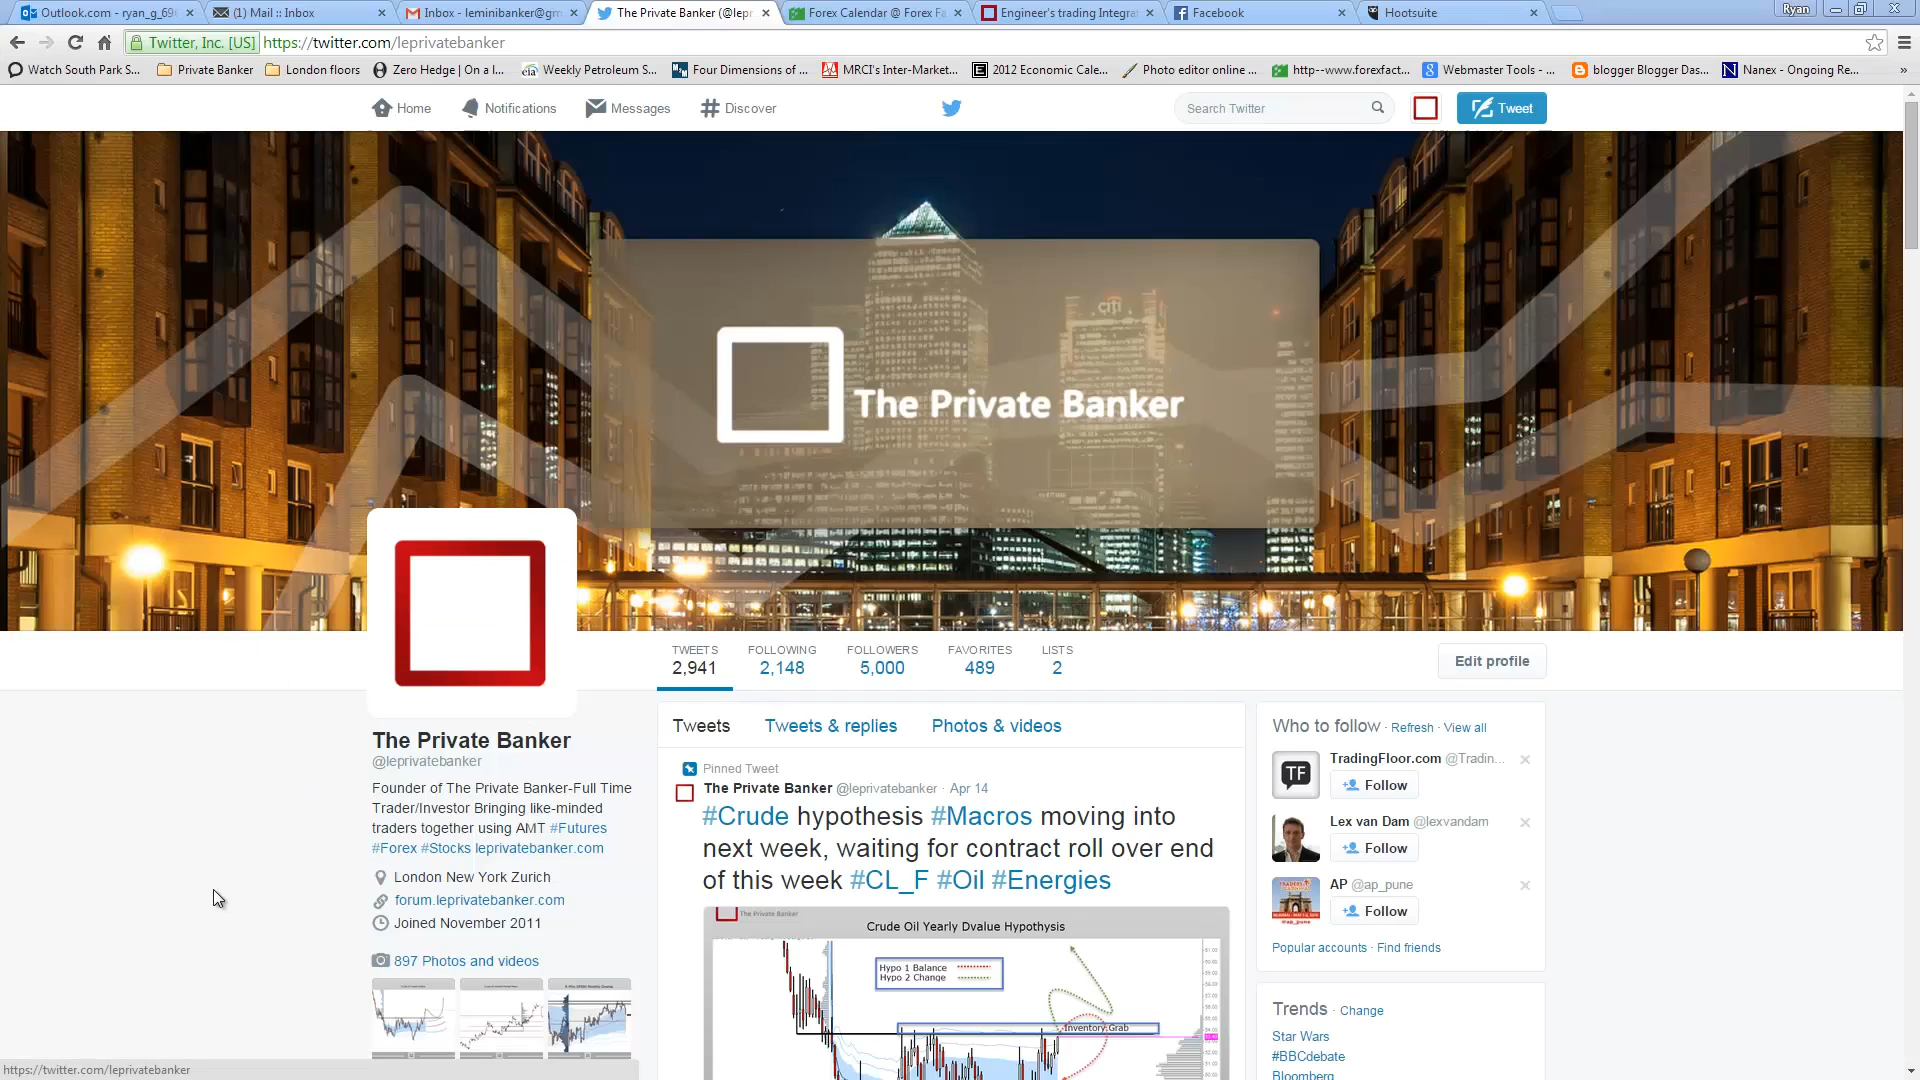 Outlook.com - ryan_g_69
(1) Mail :: Inbox
Inbox - leminibanker@gm
The Private Banker (@lepr
Forex Calendar @ Forex Fa
Engineer's trading Integra
Facebook
Hootsuite
Ryan
Twitter, Inc. [US]
https://twitter.com/leprivatebanker
Watch South Park S...
Private Banker
London floors
Zero Hedge | On a l...
eia
Weekly Petroleum S...
Four Dimensions of ...
MRCI's Inter-Market...
2012 Economic Cale...
Photo editor online ...
http--www.forexfact...
Webmaster Tools - ...
blogger Blogger Das...
Nanex - Ongoing Re...
»
Home
Notifications
Messages
Discover
Search Twitter
Tweet
citi
The Private Banker
TWEETS
2,941
FOLLOWING
2,148
FOLLOWERS
5,000
FAVORITES
489
LISTS
2
Edit profile
The Private Banker
@leprivatebanker
Founder of The Private Banker-Full Time
Trader/Investor Bringing like-minded
traders together using AMT #Futures
#Forex #Stocks leprivatebanker.com
London New York Zurich
forum.leprivatebanker.com
Joined November 2011
897 Photos and videos
Tweets
Tweets & replies
Photos & videos
Pinned Tweet
The Private Banker @leprivatebanker · Apr 14
#Crude hypothesis #Macros moving into
next week, waiting for contract roll over end
of this week #CL_F #Oil #Energies
The Private Banker
Crude Oil Yearly Dvalue Hypothysis
Hypo 1 Balance
Hypo 2 Change
Inventory Grab
Who to follow · Refresh · View all
TF
TradingFloor.com @Tradin...
Follow
Lex van Dam @lexvandam
Follow
AP @ap_pune
Follow
Popular accounts · Find friends
Trends · Change
Star Wars
#BBCdebate
Bloomberg
https://twitter.com/leprivatebanker